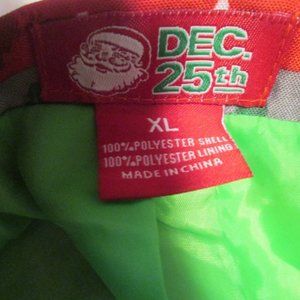 DEC.
25th
XL
100% POLYESTER SHELL
100% POLYESTER LINING
MADE IN CHINA